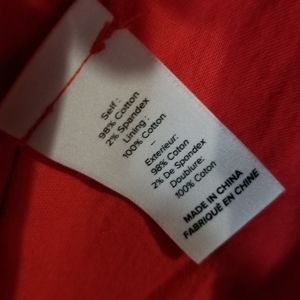 Self :
98% Cotton
2% Spandex
Lining :
100% Cotton
–
Exterieur:
98% Coton
2% De Spandex
Doublure:
100% Coton
MADE IN CHINA
FABRIQUÉ EN CHINE